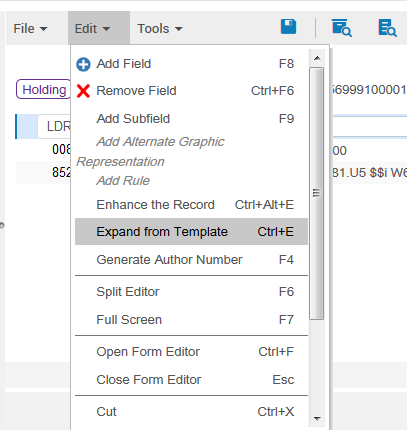 File Edit Tools
Add Field F8
Holding Remove Field Ctrl+F6 56999100001
Add Subfield F9
LDR
Add Alternate Graphic
008 00
Representation
852 81.U5 $$i W6
Add Rule
Enhance the Record Ctrl+Alt+E
Expand from Template Ctrl+E
Generate Author Number F4
Split Editor F6
Full Screen F7
Open Form Editor Ctrl+F
Close Form Editor Esc
Cut Ctrl+X